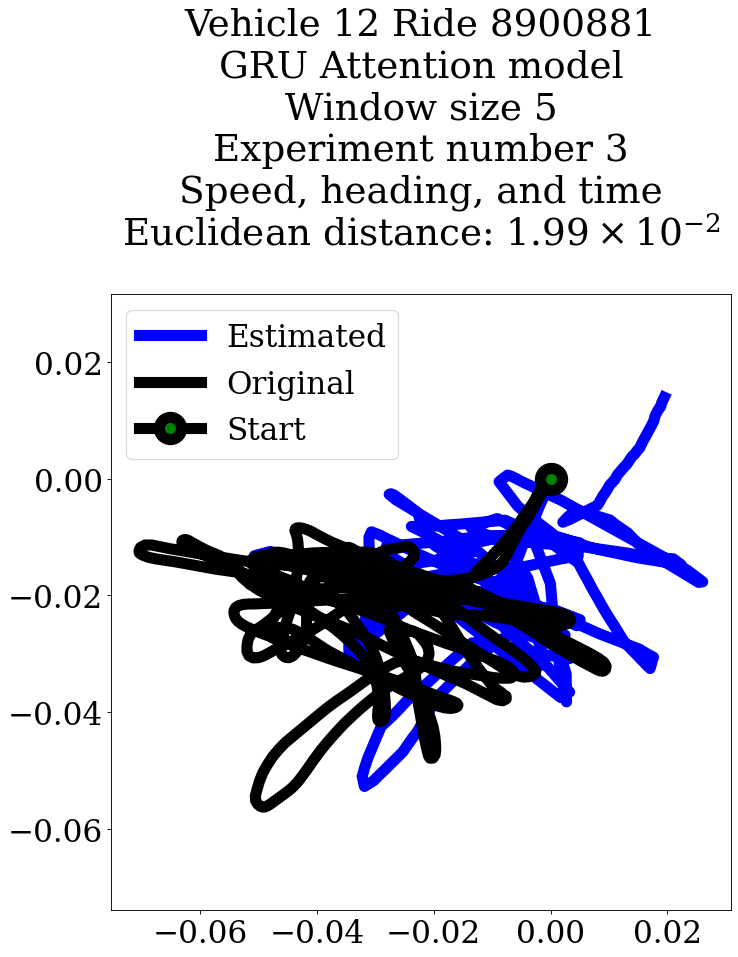 Vehicle 12 Ride 8900881
GRU Attention model
Window size 5
Experiment number 3
Speed, heading, and time
Euclidean distance: 1.99 × 10⁻²
Estimated
Original
Start
0.02
0.00
−0.02
−0.04
−0.06
−0.06 −0.04 −0.02 0.00 0.02